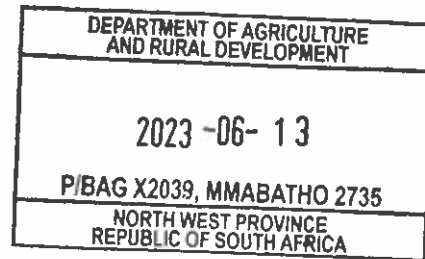 DEPARTMENT OF AGRICULTURE
AND RURAL DEVELOPMENT
2023 -06- 13
P/BAG X2039, MMABATHO 2735
NORTH WEST PROVINCE
REPUBLIC OF SOUTH AFRICA